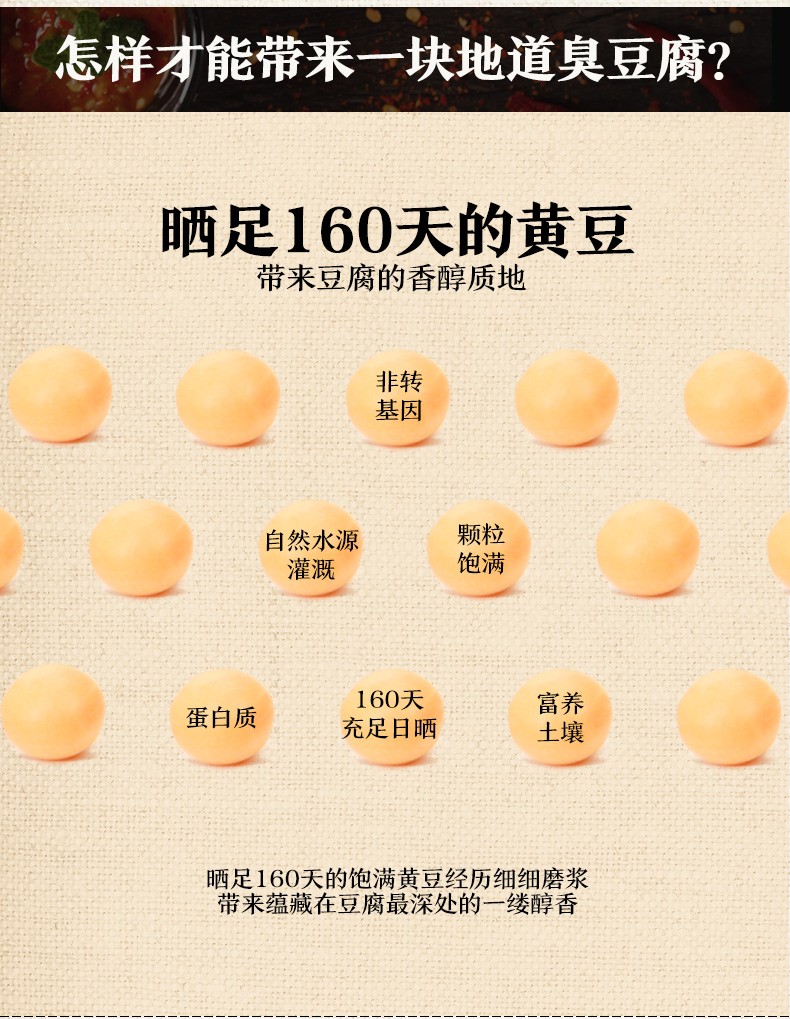 怎样才能带来一块地道臭豆腐？
晒足160天的黄豆
带来豆腐的香醇质地
非转
基因
自然水源
灌溉
颗粒
饱满
蛋白质
160天
充足日晒
富养
土壤
晒足160天的饱满黄豆经历细细磨浆
带来蕴藏在豆腐最深处的一缕醇香